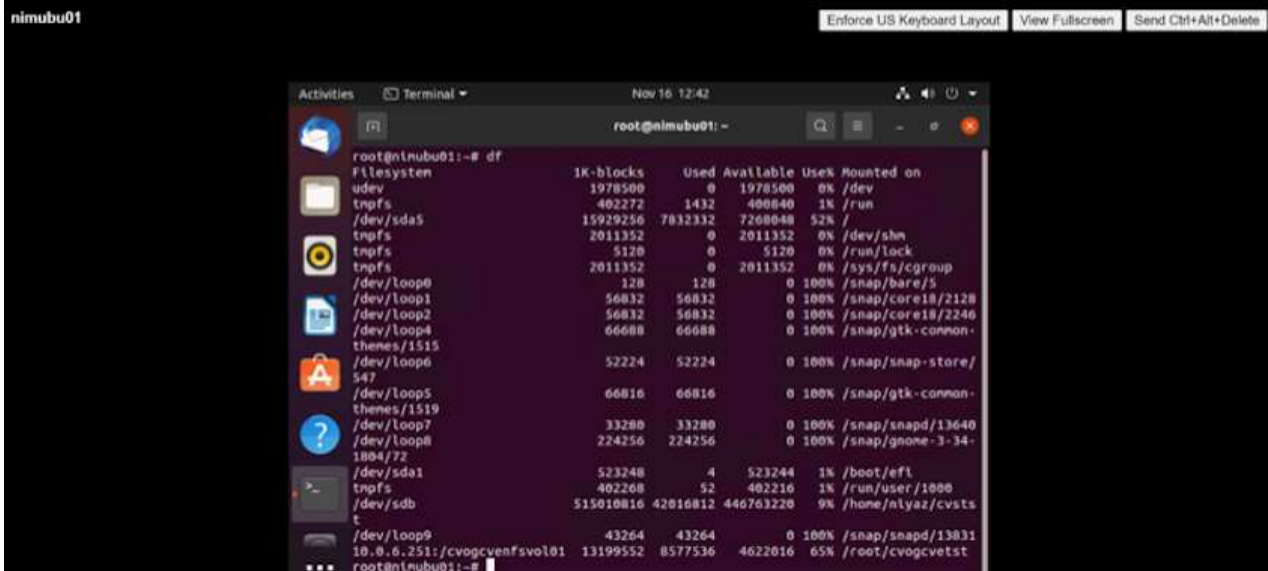 nimubu01
Enforce US Keyboard Layout View Fullscreen Send Ctrl+Alt+Delete
Activities Terminal Nov 16 12:42
root@nimubu01: ~
root@nimubu01:~# df
Filesystem 1K-blocks Used Available Use% Mounted on
udev 1978500 0 1978500 0% /dev
tmpfs 402272 1432 400840 1% /run
/dev/sda5 15929256 7832332 7268048 52% /
tmpfs 2011352 0 2011352 0% /dev/shm
tmpfs 5120 0 5120 0% /run/lock
tmpfs 2011352 0 2011352 0% /sys/fs/cgroup
/dev/loop0 128 128 0 100% /snap/bare/5
/dev/loop1 56832 56832 0 100% /snap/core18/2128
/dev/loop2 56832 56832 0 100% /snap/core18/2246
/dev/loop4 66688 66688 0 100% /snap/gtk-common-
themes/1515
/dev/loop6 52224 52224 0 100% /snap/snap-store/
547
/dev/loop5 66816 66816 0 100% /snap/gtk-common-
themes/1519
/dev/loop7 33280 33280 0 100% /snap/snapd/13640
/dev/loop8 224256 224256 0 100% /snap/gnome-3-34-
1804/72
/dev/sda1 523248 4 523244 1% /boot/efi
tmpfs 402268 52 402216 1% /run/user/1000
/dev/sdb 515010816 42016812 446763220 9% /home/niyaz/cvsts
t
/dev/loop9 43264 43264 0 100% /snap/snapd/13831
10.0.6.251:/cvogcvenfsvol01 13199552 8577536 4622016 65% /root/cvogcvetst
root@nimubu01:~#